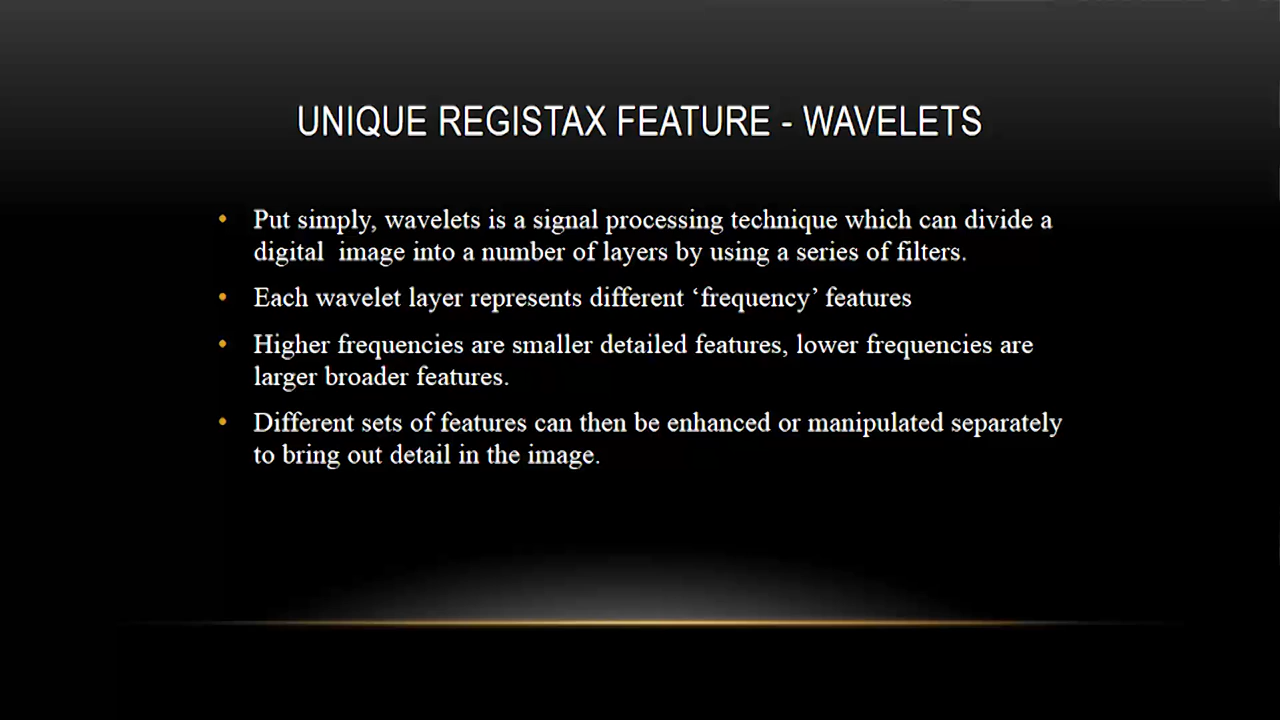 UNIQUE REGISTAX FEATURE - WAVELETS
• Put simply, wavelets is a signal processing technique which can divide a
digital  image into a number of layers by using a series of filters.
• Each wavelet layer represents different ‘frequency’ features
• Higher frequencies are smaller detailed features, lower frequencies are
larger broader features.
• Different sets of features can then be enhanced or manipulated separately
to bring out detail in the image.